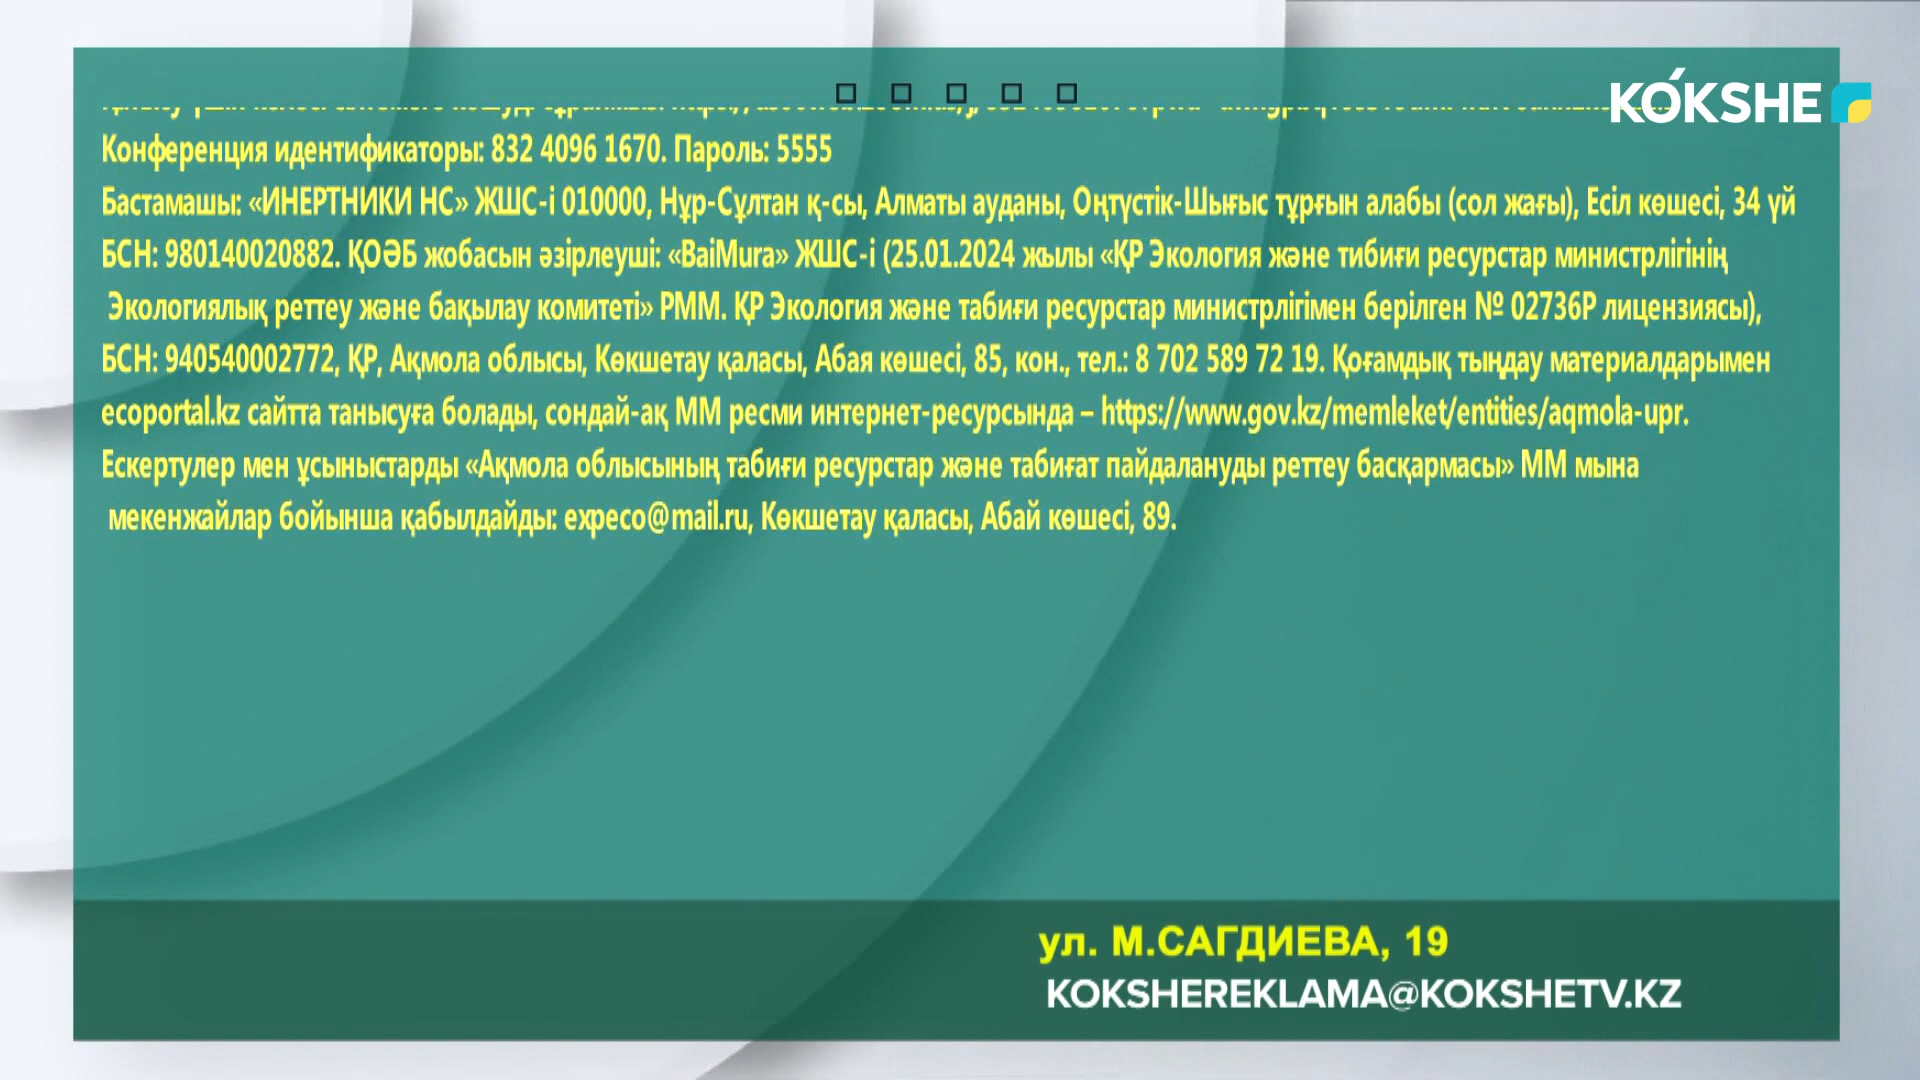 KÓKSHE
Конференция идентификаторы: 832 4096 1670. Пароль: 5555
Бастамашы: «ИНЕРТНИКИ НС» ЖШС-і 010000, Нұр-Сұлтан қ-сы, Алматы ауданы, Оңтүстік-Шығыс тұрғын алабы (сол жағы), Есіл көшесі, 34 үй
БСН: 980140020882. ҚОӘБ жобасын әзірлеуші: «BaiMura» ЖШС-і (25.01.2024 жылы «ҚР Экология және тибиғи ресурстар министрлігінің
Экологиялық реттеу және бақылау комитеті» РММ. ҚР Экология және табиғи ресурстар министрлігімен берілген № 02736Р лицензиясы),
БСН: 940540002772, ҚР, Ақмола облысы, Көкшетау қаласы, Абая көшесі, 85, кон., тел.: 8 702 589 72 19. Қоғамдық тыңдау материалдарымен
ecoportal.kz сайтта танысуға болады, сондай-ақ ММ ресми интернет-ресурсында – https://www.gov.kz/memleket/entities/aqmola-upr.
Ескертулер мен ұсыныстарды «Ақмола облысының табиғи ресурстар және табиғат пайдалануды реттеу басқармасы» ММ мына
мекенжайлар бойынша қабылдайды: expeco@mail.ru, Көкшетау қаласы, Абай көшесі, 89.
ул. М.САГДИЕВА, 19
KOKSHEREKLAMA@KOKSHETV.KZ